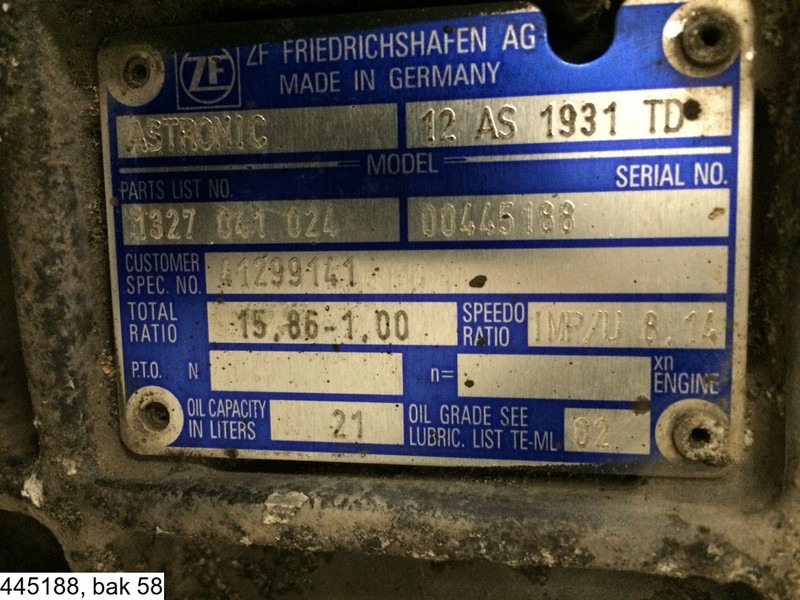 ZF
ZF FRIEDRICHSHAFEN AG
MADE IN GERMANY
ASTRONIC 12 AS 1931 TD
MODEL
PARTS LIST NO. SERIAL NO.
1327 041 024 00445188
CUSTOMER SPEC. NO. 41299141
TOTAL RATIO 15.86-1.00 SPEEDO RATIO IMP/U 8.14
P.T.O. N n= xn ENGINE
OIL CAPACITY IN LITERS 21 OIL GRADE SEE LUBRIC. LIST TE-ML 02
445188, bak 58